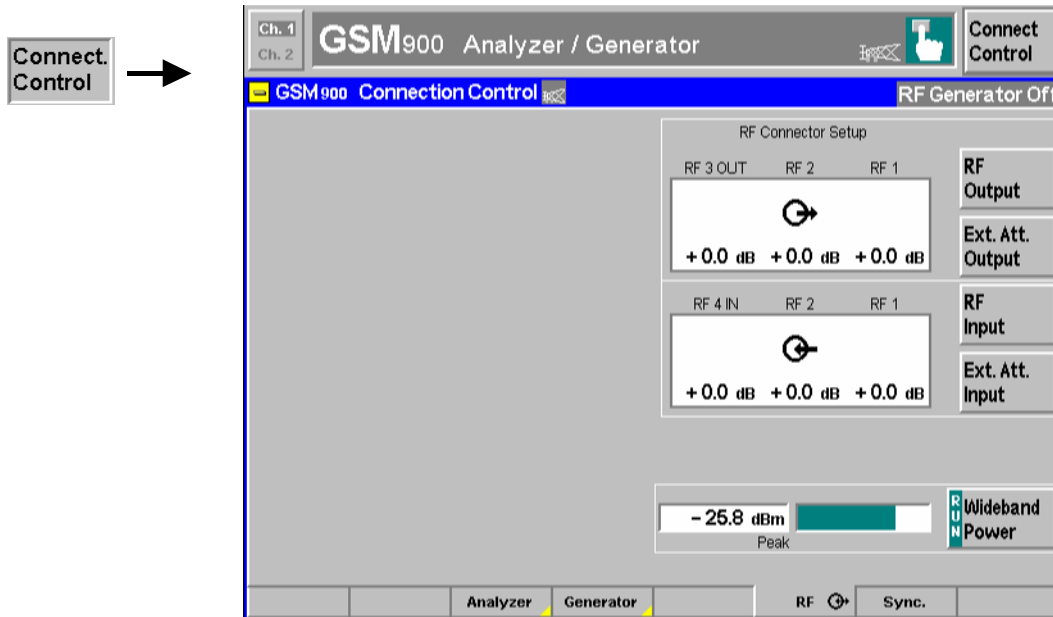 Connect.
Control
Ch. 1
Ch. 2
GSM900 Analyzer / Generator
Connect
Control
GSM900 Connection Control
RF Generator Off
RF Connector Setup
RF 3 OUT RF 2 RF 1
+ 0.0 dB + 0.0 dB + 0.0 dB
RF
Output
Ext. Att.
Output
RF 4 IN RF 2 RF 1
+ 0.0 dB + 0.0 dB + 0.0 dB
RF
Input
Ext. Att.
Input
– 25.8 dBm
Peak
RUN
Wideband
Power
Analyzer Generator RF Sync.